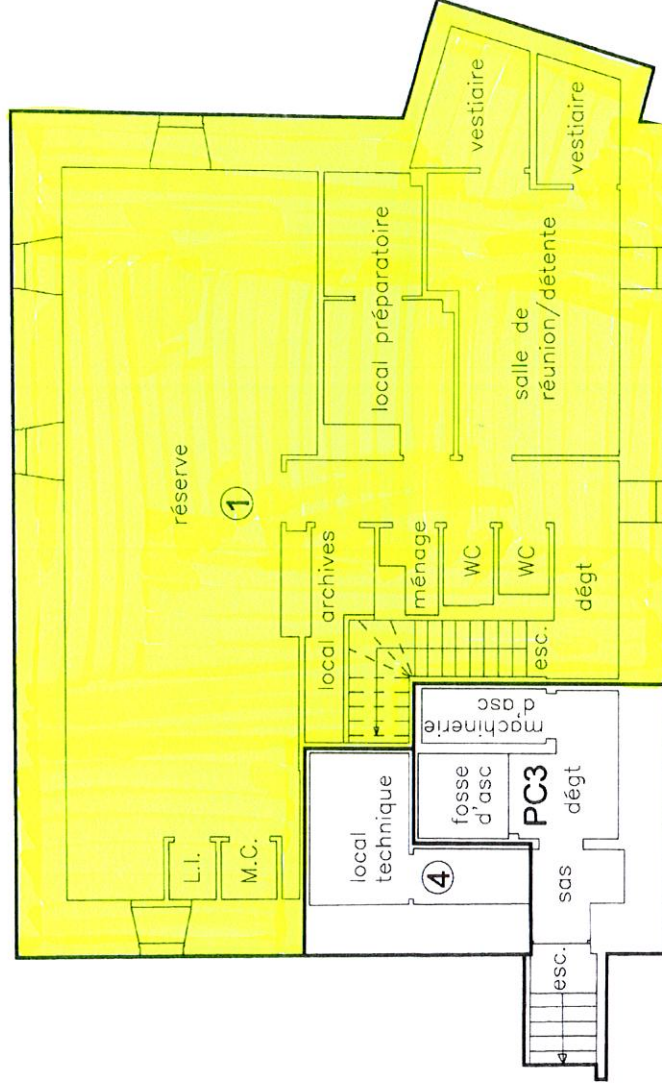 réserve
1
L.I.
M.C.
local archives
local préparatoire
vestiaire
vestiaire
salle de
réunion/détente
ménage
WC
WC
esc.
dégt
local
technique
4
fosse
d'asc
machinerie
d'asc
PC3
dégt
sas
esc.